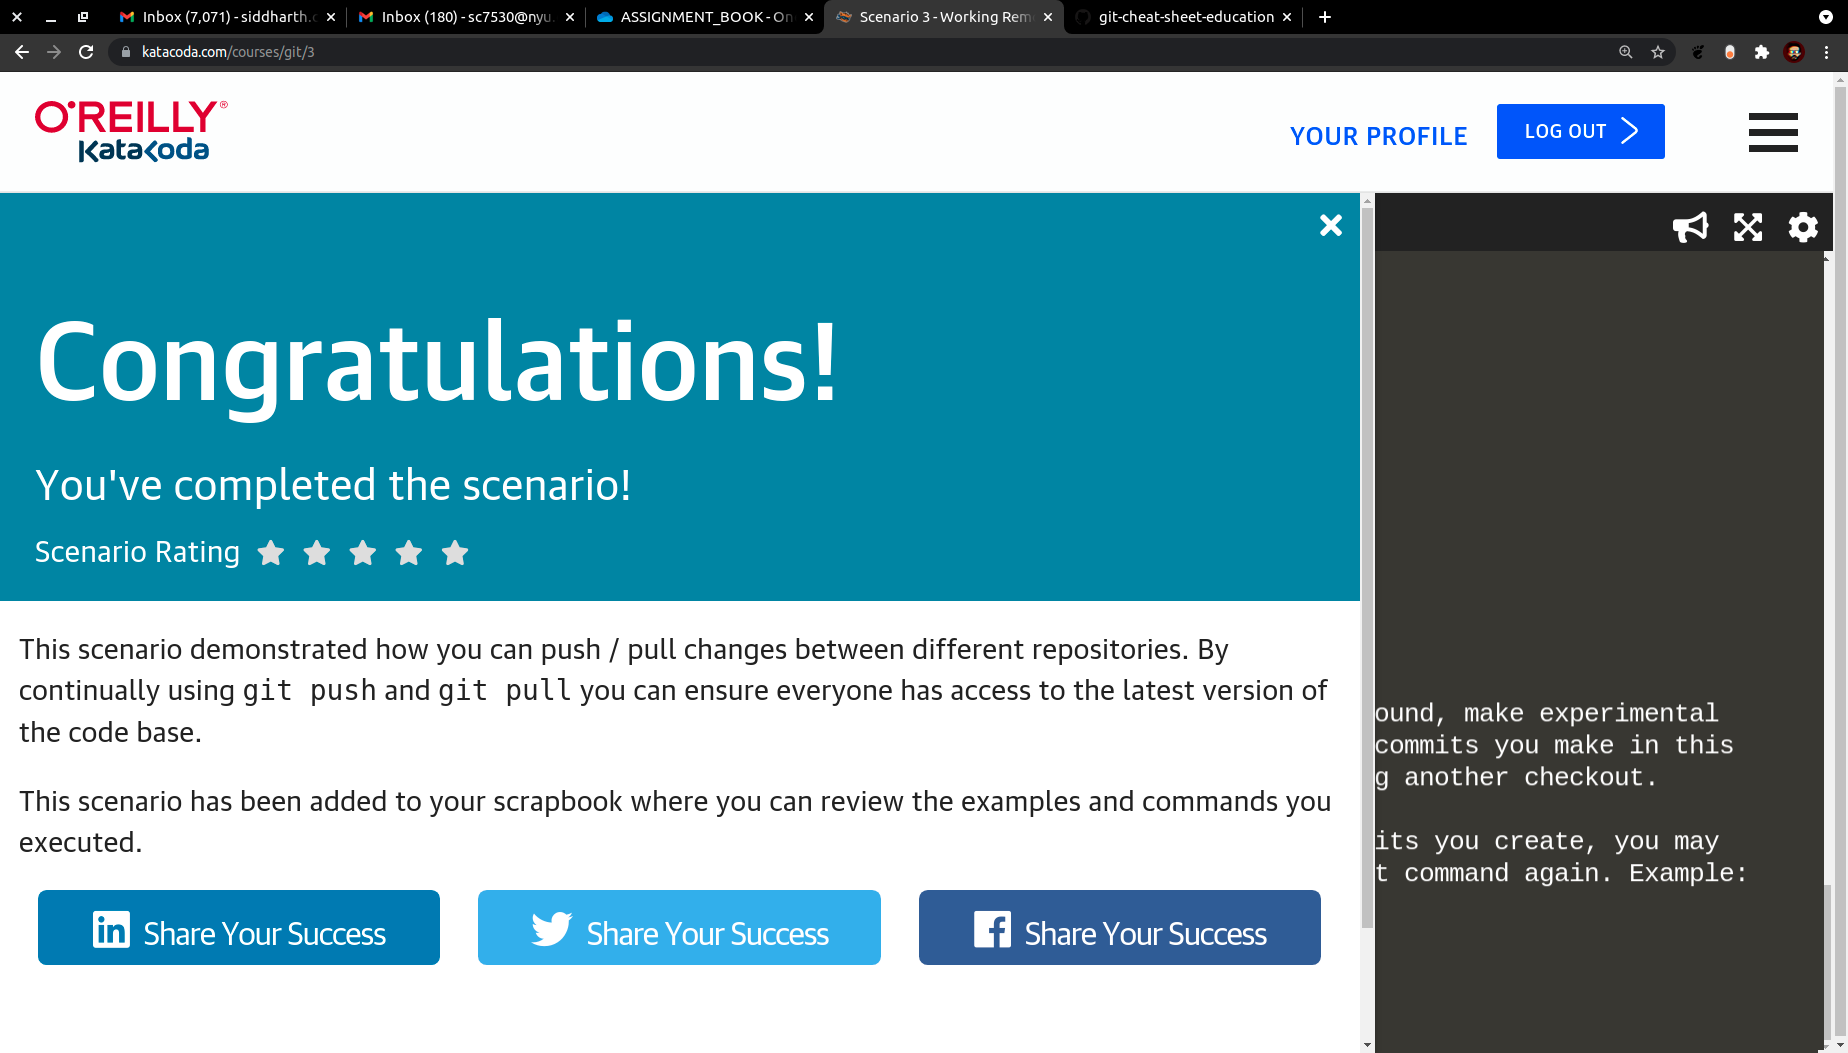 Inbox (7,071) - siddharth.c
Inbox (180) - sc7530@nyu.
ASSIGNMENT_BOOK - On
Scenario 3 - Working Rem
git-cheat-sheet-education
katacoda.com/courses/git/3
O'REILLY®
Katacoda
YOUR PROFILE
LOG OUT
Congratulations!
You've completed the scenario!
Scenario Rating
This scenario demonstrated how you can push / pull changes between different repositories. By
continually using git push and git pull you can ensure everyone has access to the latest version of
the code base.
This scenario has been added to your scrapbook where you can review the examples and commands you
executed.
Share Your Success
Share Your Success
Share Your Success
ound, make experimental
commits you make in this
g another checkout.
its you create, you may
t command again. Example: